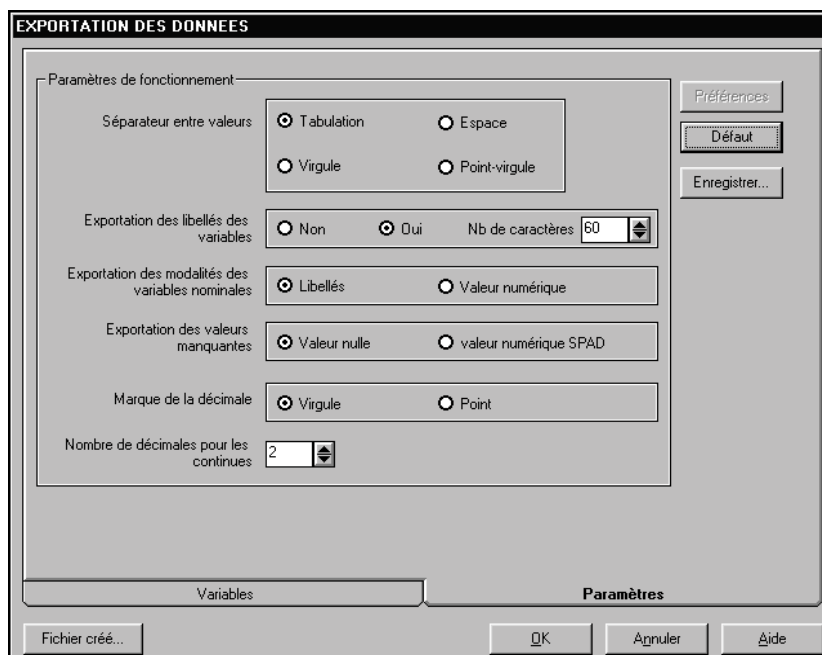 EXPORTATION DES DONNEES
Paramètres de fonctionnement
Préférences
Séparateur entre valeurs
Tabulation
Espace
Défaut
Virgule
Point-virgule
Enregistrer...
Exportation des libellés des
variables
Non
Oui
Nb de caractères
60
Exportation des modalités des
variables nominales
Libellés
Valeur numérique
Exportation des valeurs
manquantes
Valeur nulle
valeur numérique SPAD
Marque de la décimale
Virgule
Point
Nombre de décimales pour les
continues
2
Variables
Paramètres
Fichier créé...
OK
Annuler
Aide